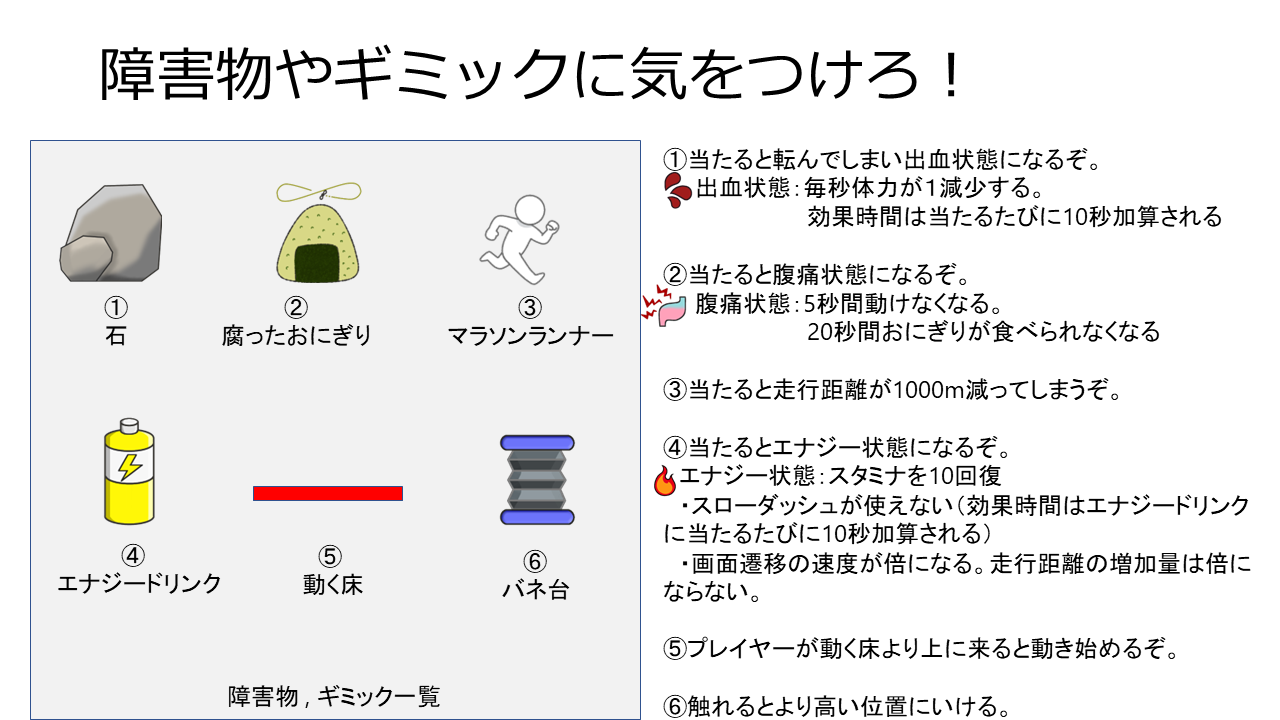 障害物やギミックに気をつけろ！
①
石
②
腐ったおにぎり
③
マラソンランナー
④
エナジードリンク
⑤
動く床
⑥
バネ台
障害物 , ギミック一覧
①当たると転んでしまい出血状態になるぞ。
出血状態：毎秒体力が１減少する。
効果時間は当たるたびに10秒加算される
②当たると腹痛状態になるぞ。
腹痛状態：5秒間動けなくなる。
20秒間おにぎりが食べられなくなる
③当たると走行距離が1000m減ってしまうぞ。
④当たるとエナジー状態になるぞ。
エナジー状態：スタミナを10回復
・スローダッシュが使えない（効果時間はエナジードリンク
に当たるたびに10秒加算される）
・画面遷移の速度が倍になる。走行距離の増加量は倍に
ならない。
⑤プレイヤーが動く床より上に来ると動き始めるぞ。
⑥触れるとより高い位置にいける。